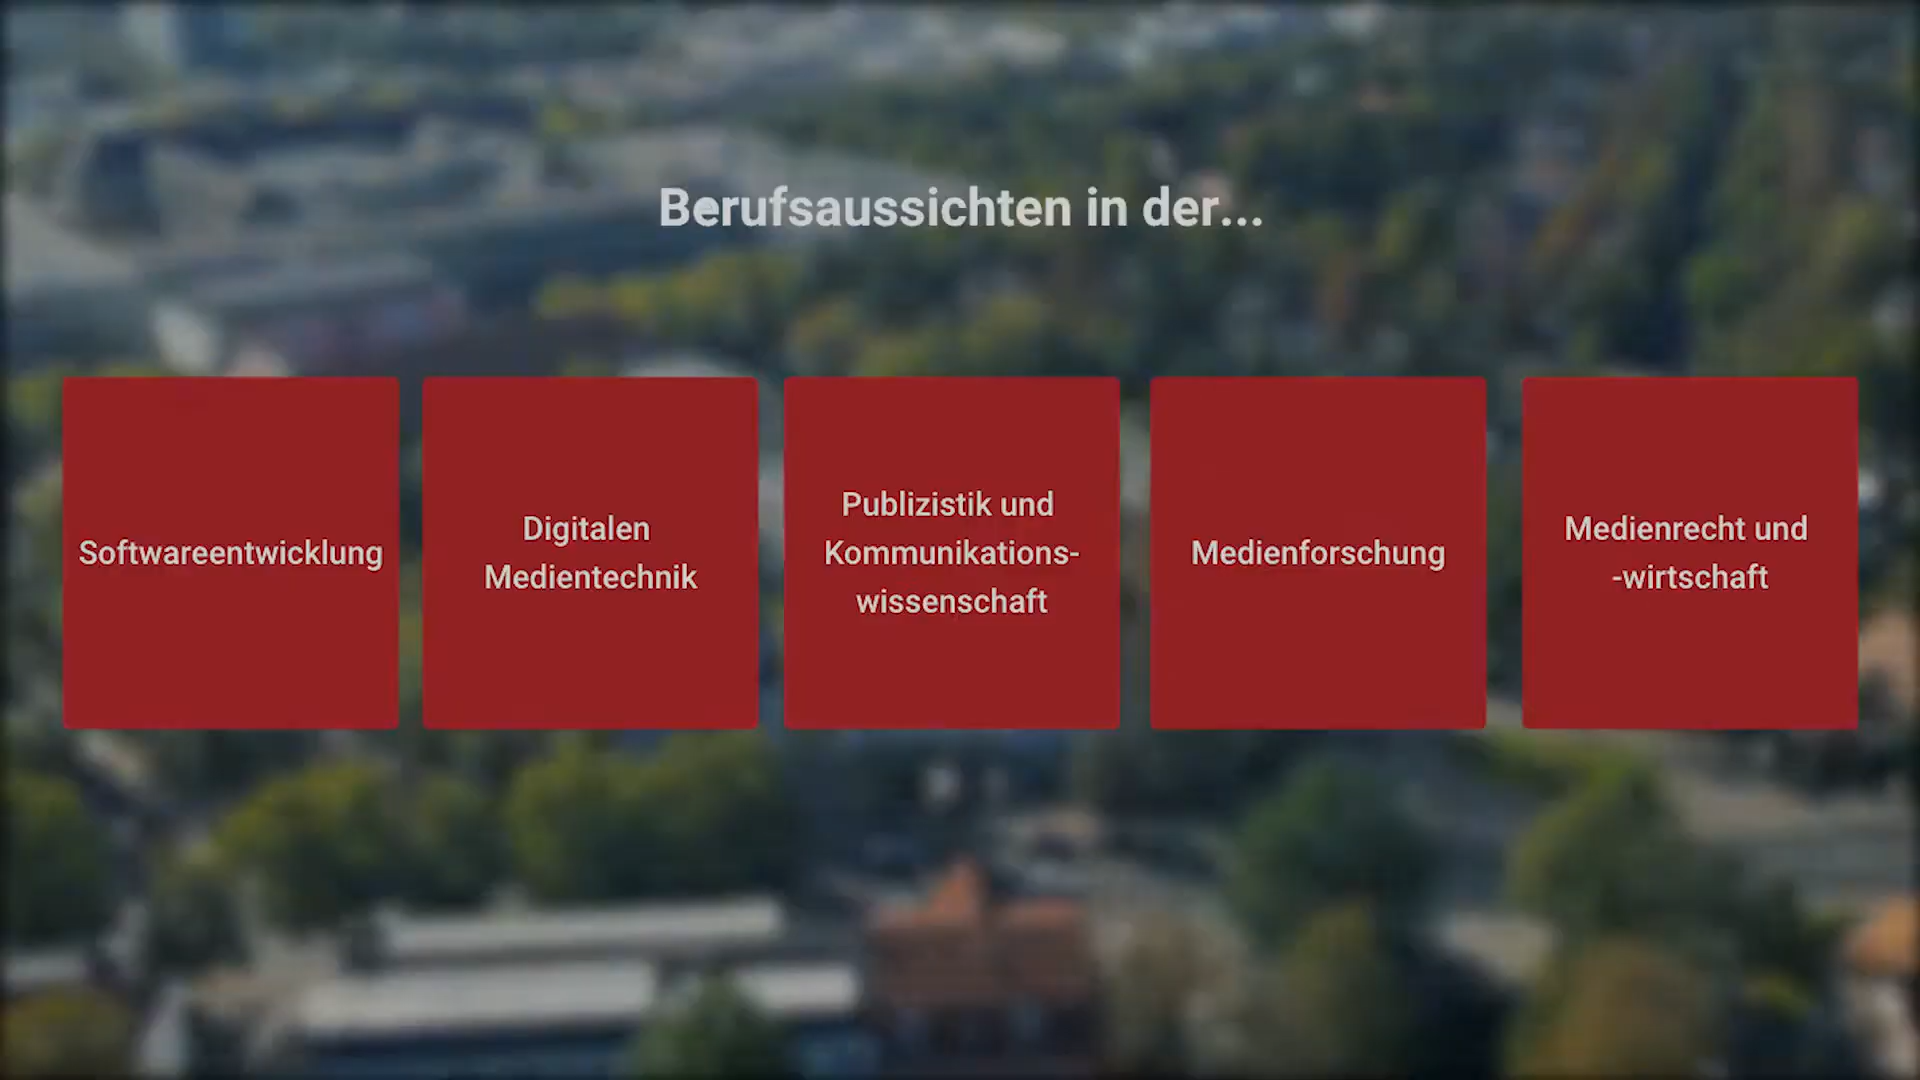 Berufsaussichten in der...
Softwareentwicklung
Digitalen
Medientechnik
Publizistik und
Kommunikations-
wissenschaft
Medienforschung
Medienrecht und
-wirtschaft